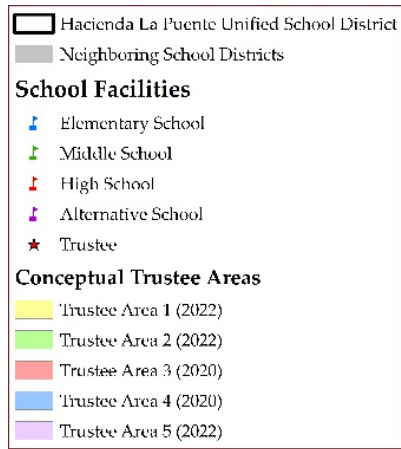 Hacienda La Puente Unified School District
Neighboring School Districts
School Facilities
Elementary School
Middle School
High School
Alternative School
Trustee
Conceptual Trustee Areas
Trustee Area 1 (2022)
Trustee Area 2 (2022)
Trustee Area 3 (2020)
Trustee Area 4 (2020)
Trustee Area 5 (2022)